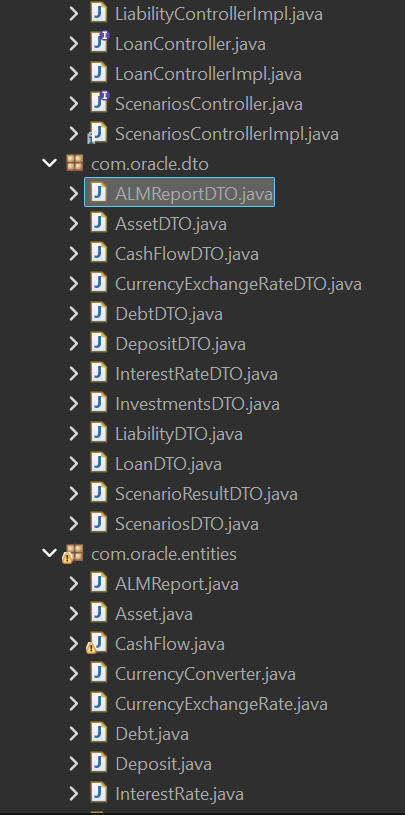 LiabilityControllerImpl.java
LoanController.java
LoanControllerImpl.java
ScenariosController.java
ScenariosControllerImpl.java
com.oracle.dto
ALMReportDTO.java
AssetDTO.java
CashFlowDTO.java
CurrencyExchangeRateDTO.java
DebtDTO.java
DepositDTO.java
InterestRateDTO.java
InvestmentsDTO.java
LiabilityDTO.java
LoanDTO.java
ScenarioResultDTO.java
ScenariosDTO.java
com.oracle.entities
ALMReport.java
Asset.java
CashFlow.java
CurrencyConverter.java
CurrencyExchangeRate.java
Debt.java
Deposit.java
InterestRate.java